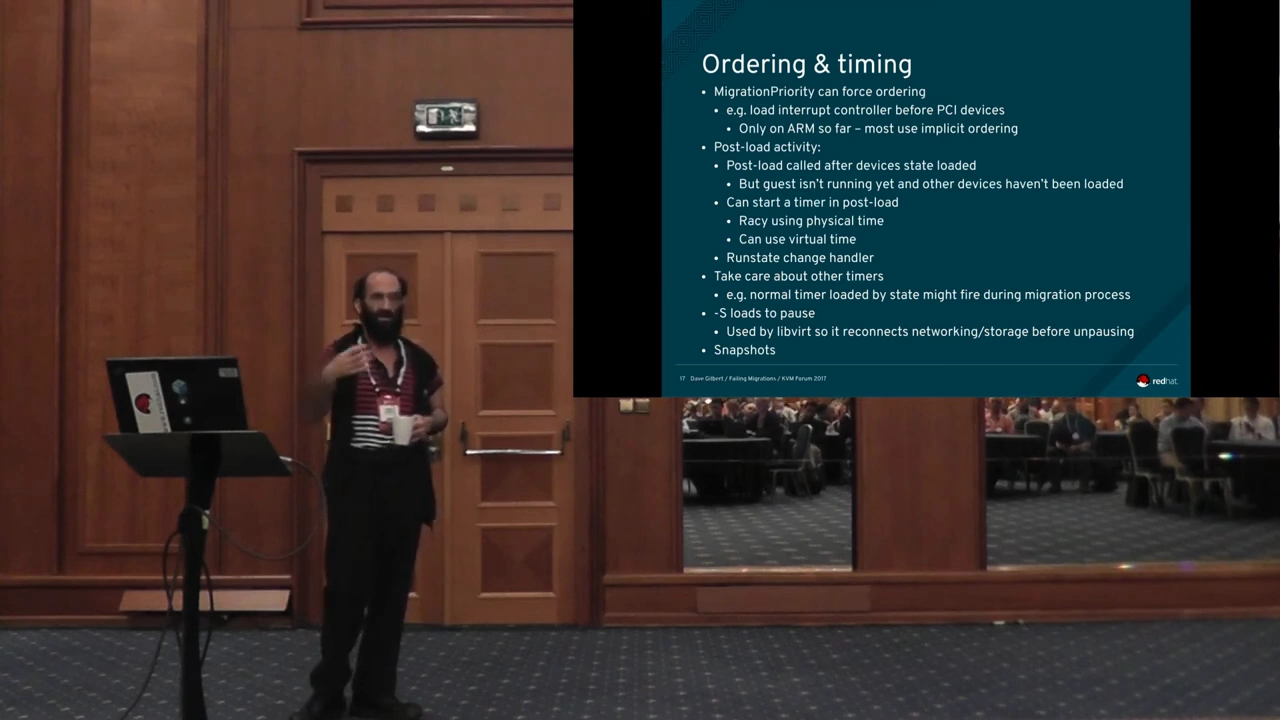 Ordering & timing
• MigrationPriority can force ordering
• e.g. load interrupt controller before PCI devices
• Only on ARM so far – most use implicit ordering
• Post-load activity:
• Post-load called after devices state loaded
• But guest isn't running yet and other devices haven't been loaded
• Can start a timer in post-load
• Racy using physical time
• Can use virtual time
• Runstate change handler
• Take care about other timers
• e.g. normal timer loaded by state might fire during migration process
• -S loads to pause
• Used by libvirt so it reconnects networking/storage before unpausing
• Snapshots
17 Dave Gilbert / Failing Migrations / KVM Forum 2017
redhat.